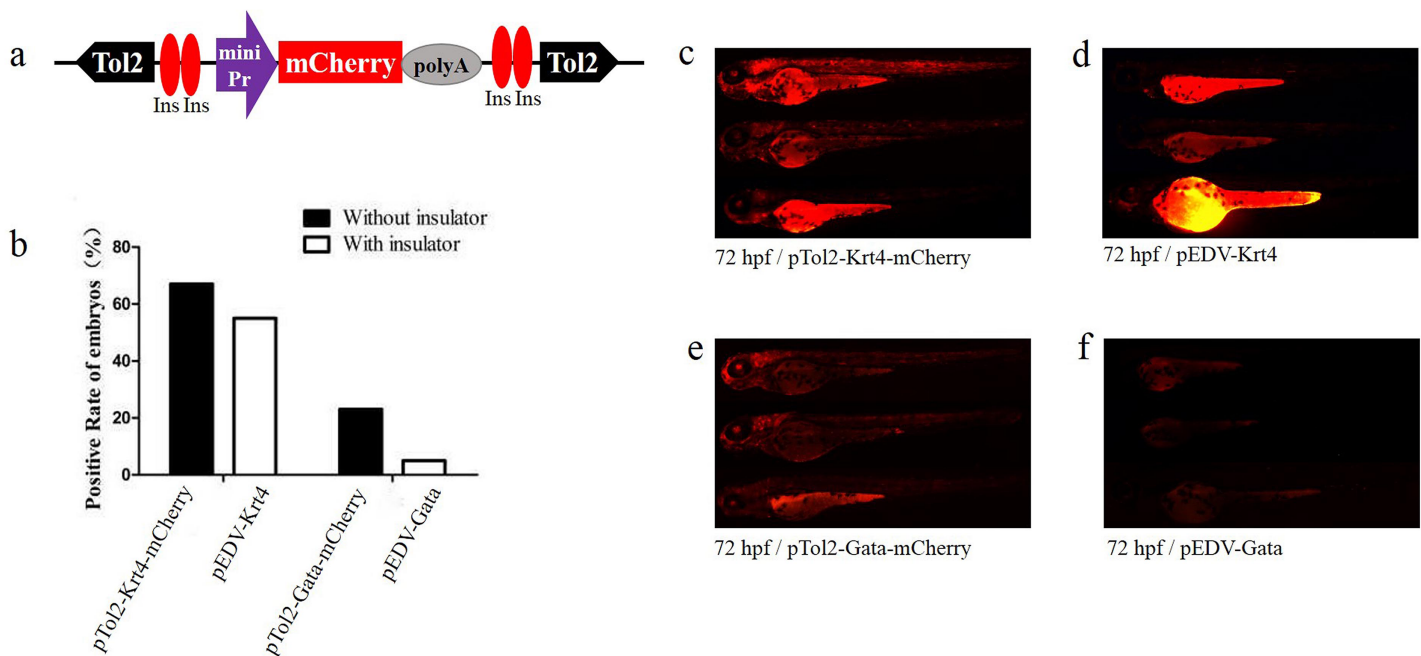 a
Tol2
mini
Pr
mCherry
polyA
Tol2
Ins Ins
Ins Ins
b
Without insulator
With insulator
Positive Rate of embryos (%)
80
60
40
20
0
pTol2-Krt4-mCherry
pEDV-Krt4
pTol2-Gata-mCherry
pEDV-Gata
c
72 hpf / pTol2-Krt4-mCherry
d
72 hpf / pEDV-Krt4
e
72 hpf / pTol2-Gata-mCherry
f
72 hpf / pEDV-Gata